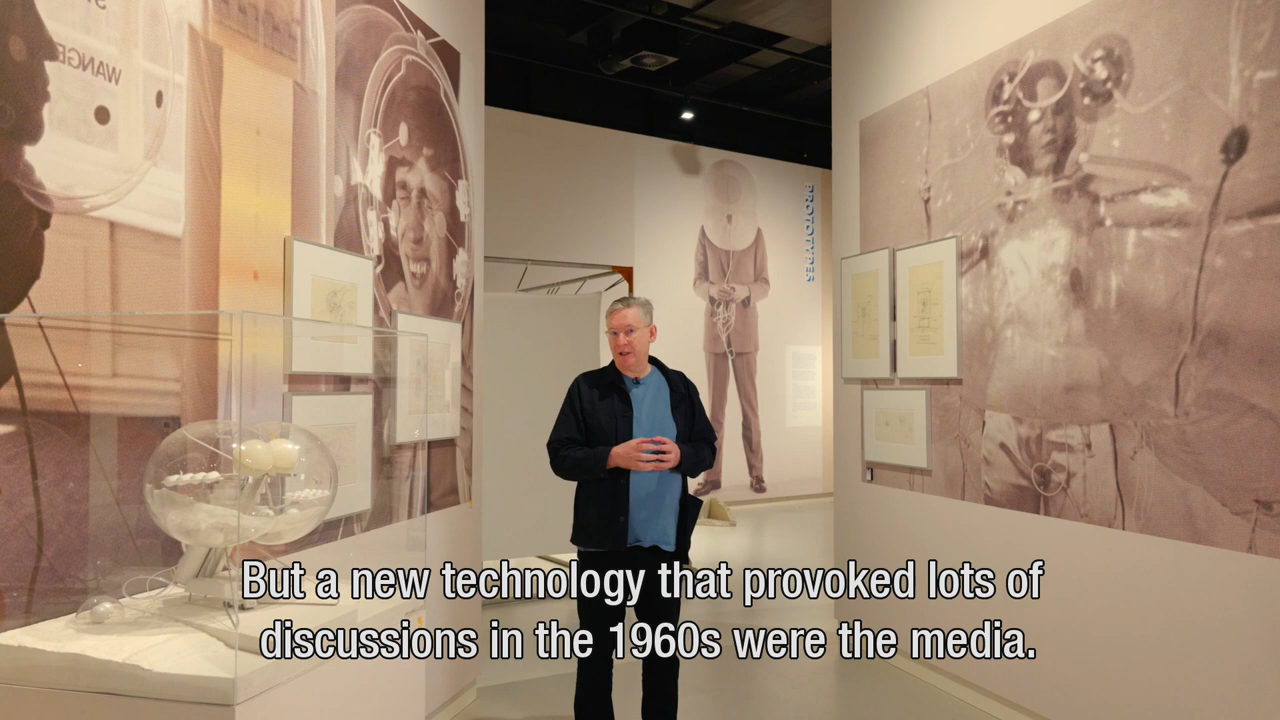 WANGE
PROTOTYPES
But a new technology that provoked lots of
discussions in the 1960s were the media.